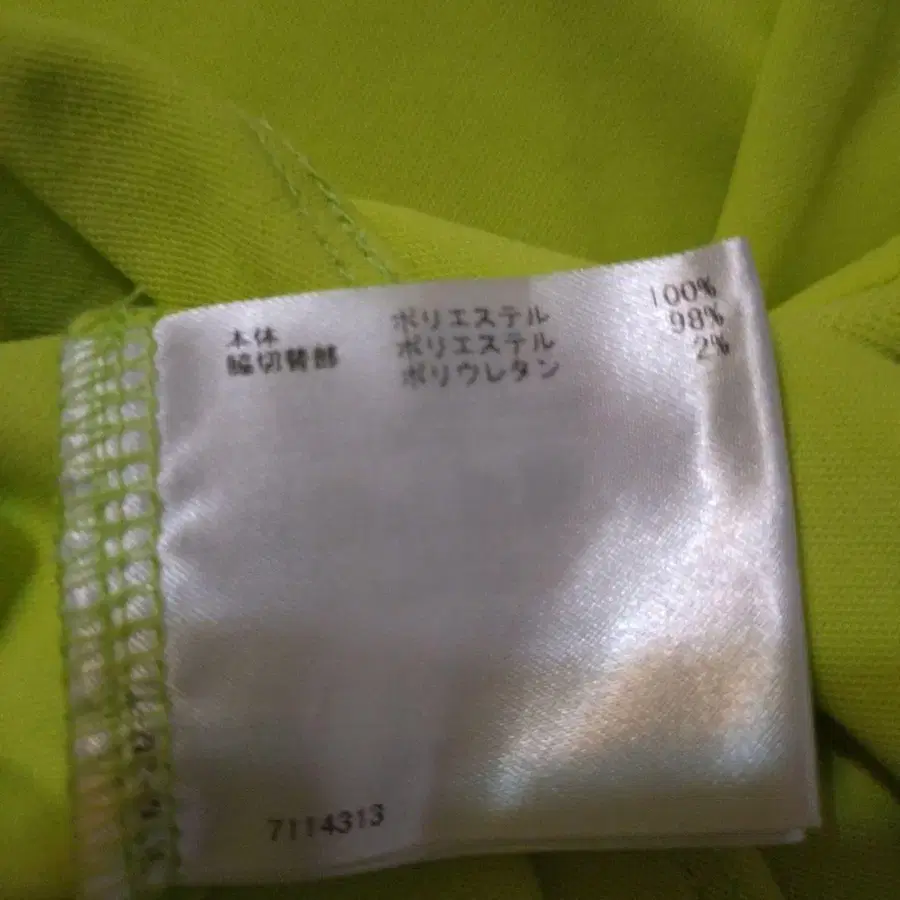 本体 ポリエステル 100%
脇切替部 ポリエステル 98%
ポリウレタン 2%
7114313